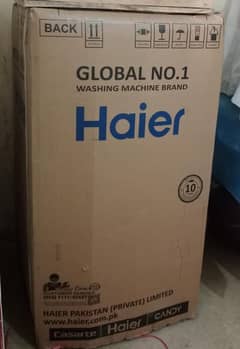 BACK
GLOBAL NO.1
WASHING MACHINE BRAND
Haier
10
HAIER PAKISTAN (PRIVATE) LIMITED
www.haier.com.pk
Casarte Haier CANDY